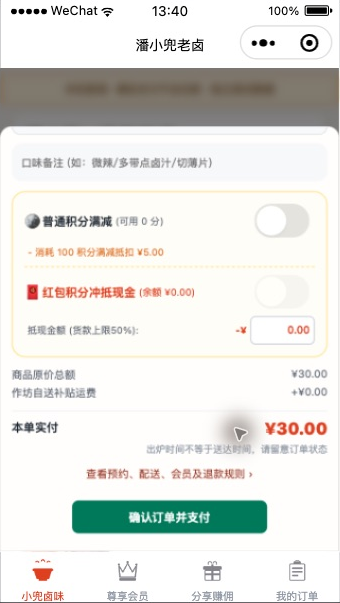 WeChat
13:40
100%
潘小兜老卤
口味备注 (如：微辣/多带点卤汁/切薄片)
普通积分满减 (可用 0 分)
- 消耗 100 积分满减抵扣 ¥5.00
红包积分冲抵现金 (余额 ¥0.00)
抵现金额 (货款上限50%): -¥ 0.00
商品原价总额 ¥30.00
作坊自送补贴运费 +¥0.00
本单实付 ¥30.00
出炉时间不等于送达时间，请留意订单状态
查看预约、配送、会员及退款规则 ›
确认订单并支付
小兜卤味 尊享会员 分享赚佣 我的订单